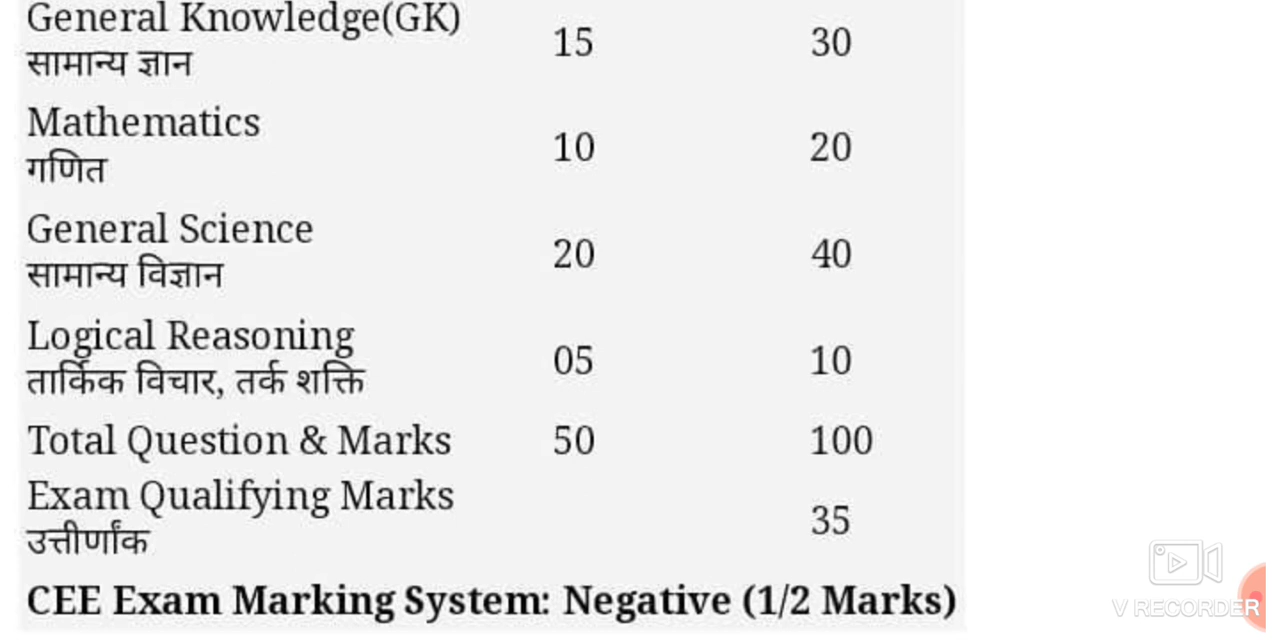 General Knowledge(GK)
सामान्य ज्ञान
15 30
Mathematics
गणित
10 20
General Science
सामान्य विज्ञान
20 40
Logical Reasoning
तार्किक विचार, तर्क शक्ति
05 10
Total Question & Marks 50 100
Exam Qualifying Marks
उत्तीर्णांक
35
CEE Exam Marking System: Negative (1/2 Marks)
V RECORDER